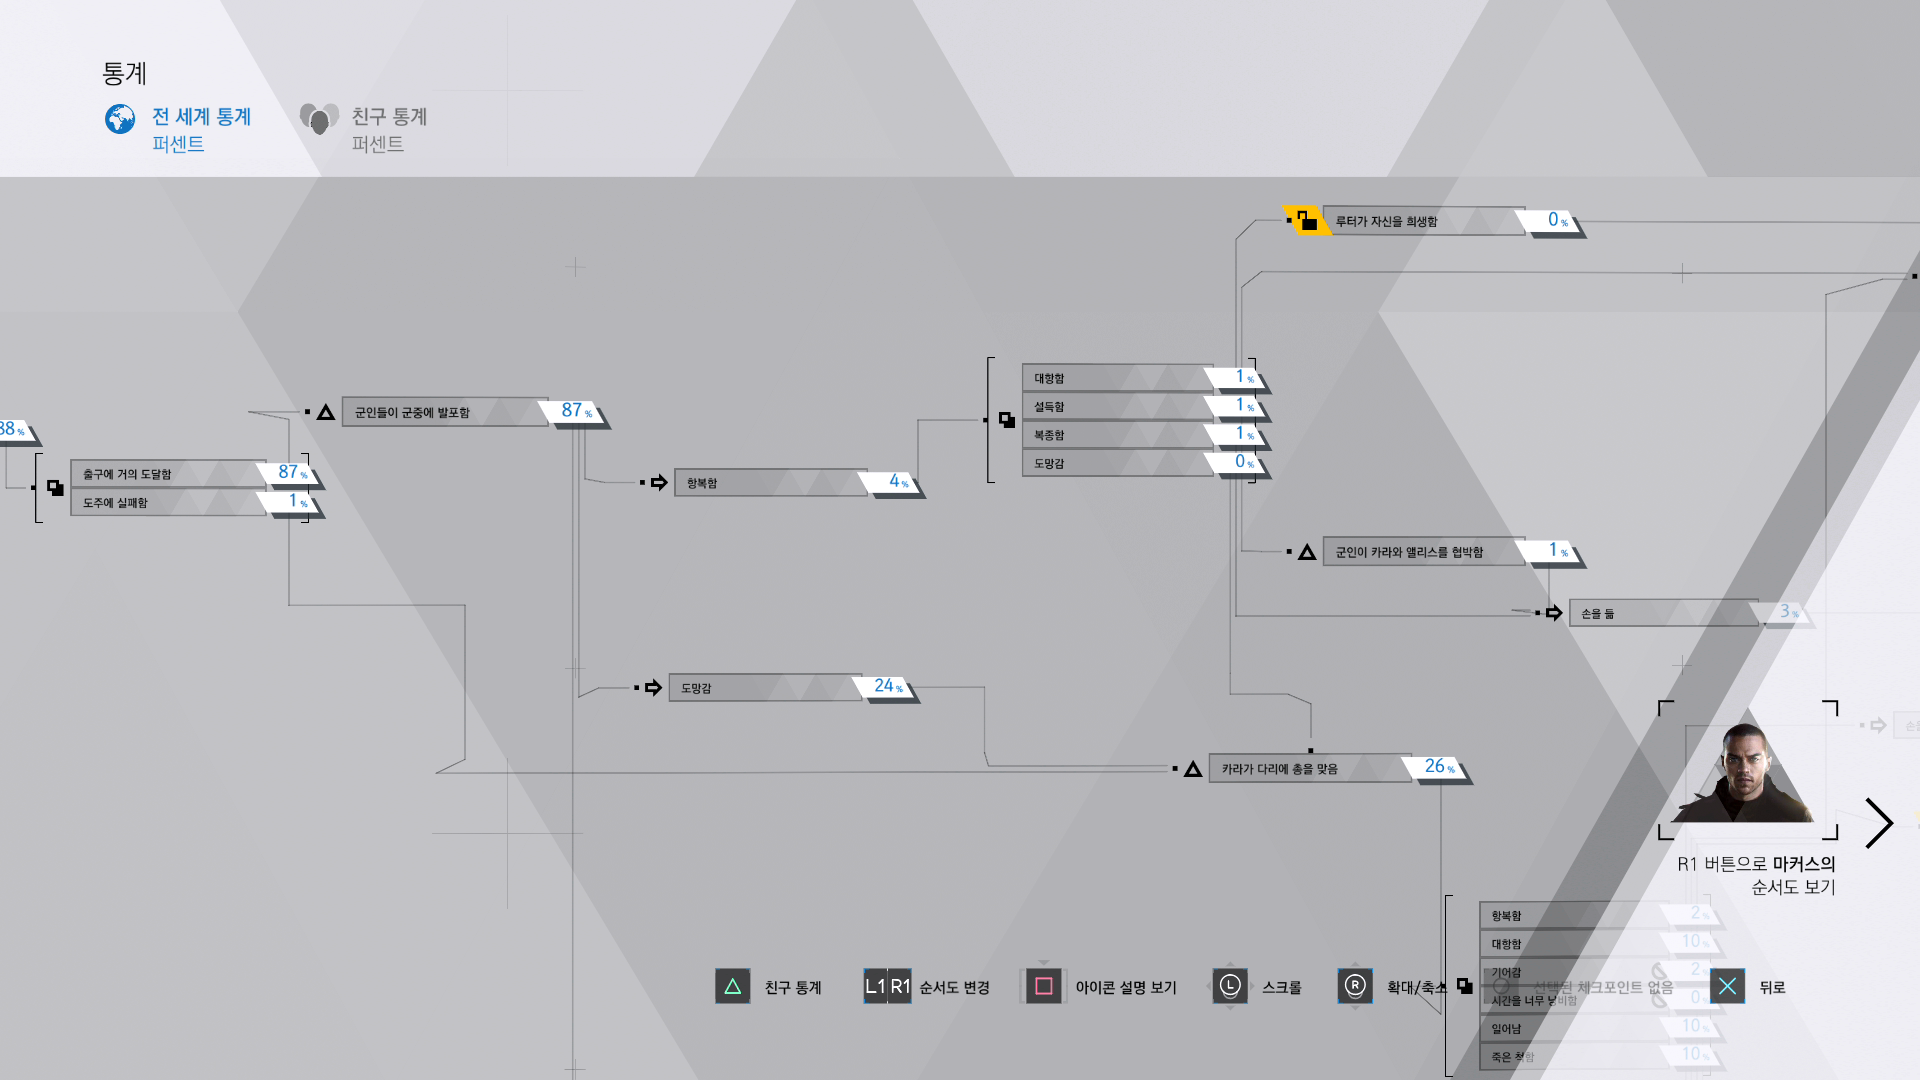 통계
전 세계 통계
퍼센트
친구 통계
퍼센트
루터가 자신을 희생함 0%
88%
출구에 거의 도달함 87%
도주에 실패함 1%
군인들이 군중에 발포함 87%
항복함 4%
대항함 1%
설득함 1%
복종함 1%
도망감 0%
군인이 카라와 앨리스를 협박함 1%
손을 듦 3%
도망감 24%
카라가 다리에 총을 맞음 26%
R1 버튼으로 마커스의
순서도 보기
항복함 2%
대항함 10%
기어감 2%
시간을 너무 낭비함 0%
일어남 10%
죽은 척함 10%
친구 통계
L1 R1 순서도 변경
아이콘 설명 보기
L 스크롤
R 확대/축소
선택된 체크포인트 없음
뒤로